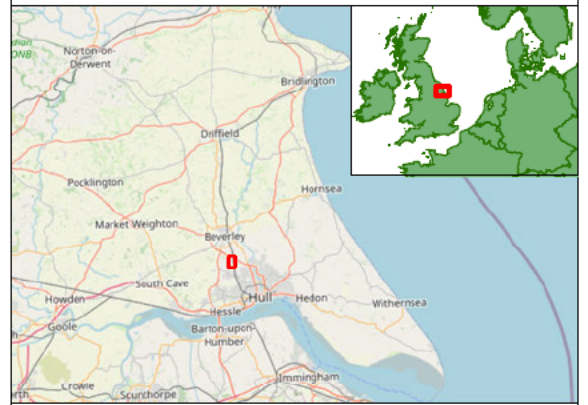 Norton-on-
Derwent
Bridlington
Driffield
Pocklington
Hornsea
Market Weighton
Beverley
South Cave
Howden
Hull
Hedon
Withernsea
Hessle
Goole
Barton-upon-
Humber
Immingham
Crowle
Scunthorpe